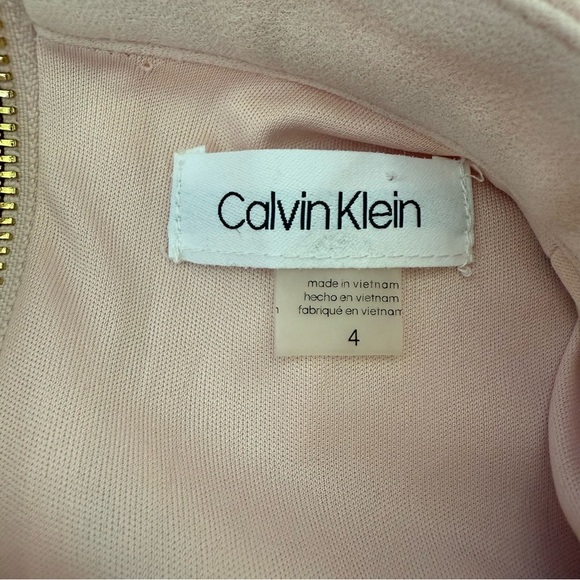 Calvin Klein
made in vietnam
hecho en vietnam
fabriqué en vietnam
4